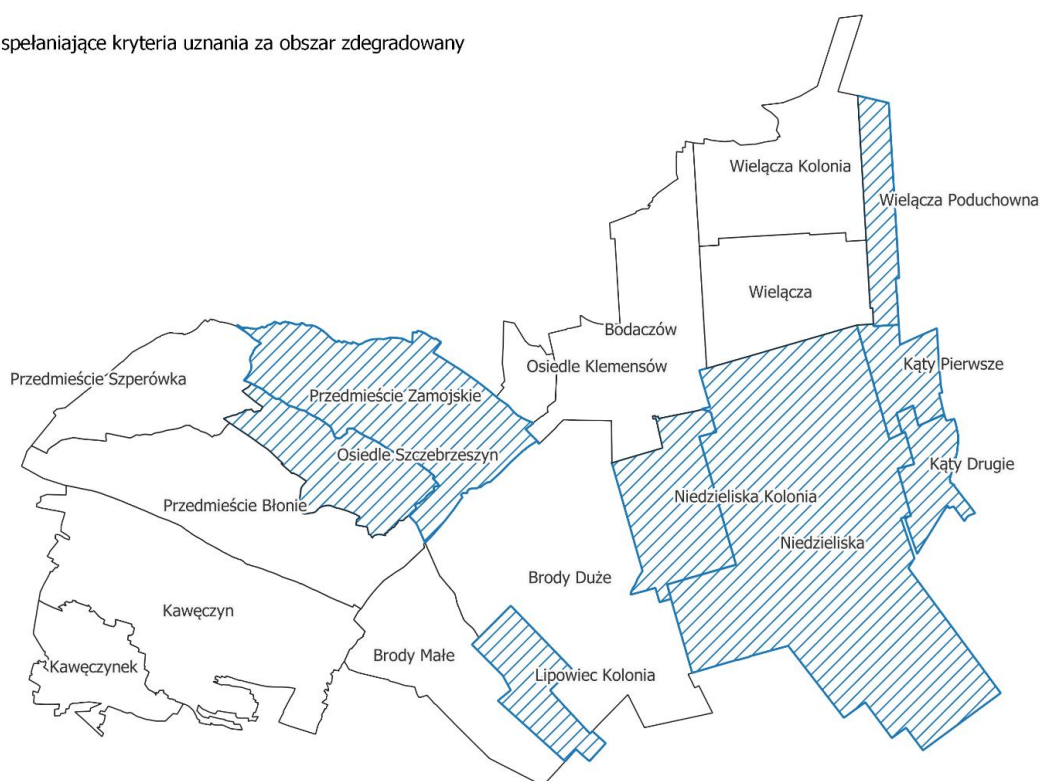 spełaniające kryteria uznania za obszar zdegradowany
Wielącza Kolonia
Wielącza Poduchowna
Wielącza
Bodaczów
Osiedle Klemensów
Kąty Pierwsze
Przedmieście Szperówka
Przedmieście Zamojskie
Osiedle Szczebrzeszyn
Kąty Drugie
Niedzieliska Kolonia
Przedmieście Błonie
Niedzieliska
Brody Duże
Kawęczyn
Brody Małe
Kawęczynek
Lipowiec Kolonia